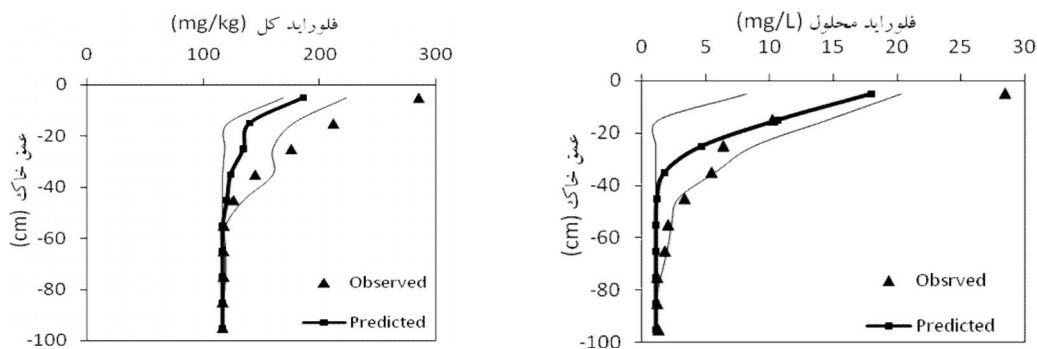 فلوراید کل (mg/kg)
0 100 200 300
0
-20
-40
-60
-80
-100
عمق خاک (cm)
Observed
Predicted
فلوراید محلول (mg/L)
0 5 10 15 20 25 30
0
-20
-40
-60
-80
-100
عمق خاک (cm)
Obsrved
Predicted